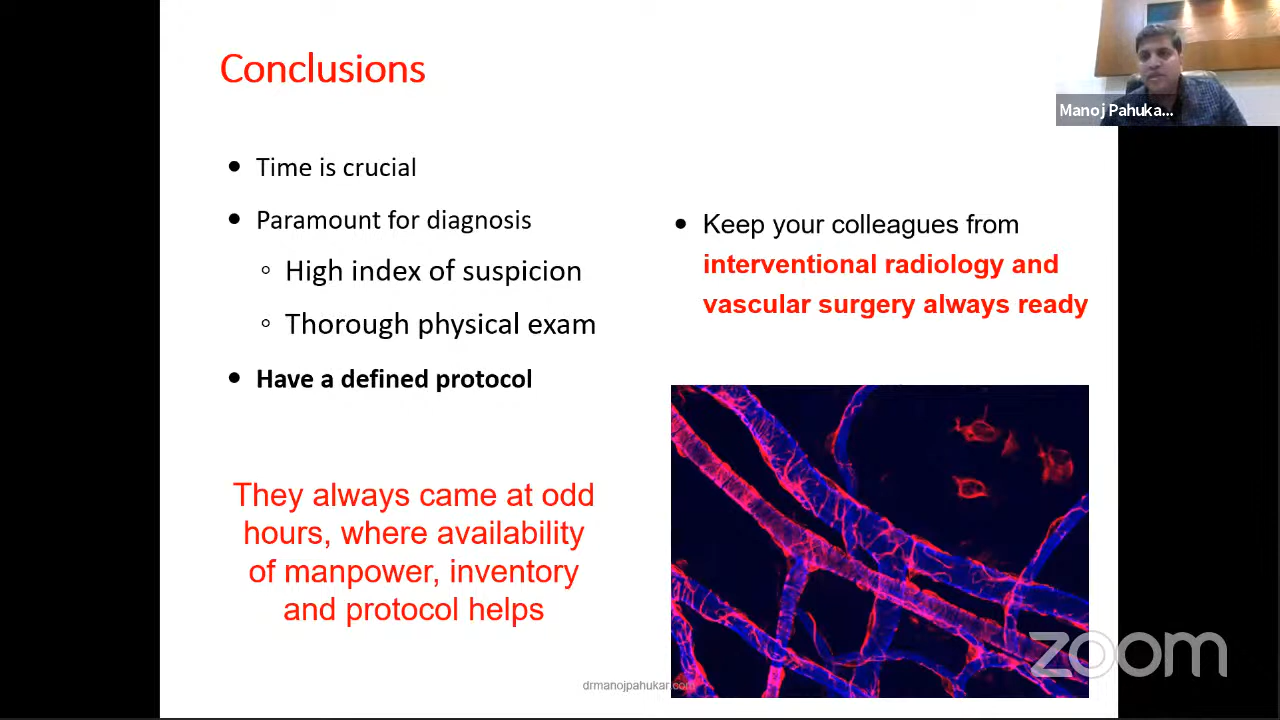 Conclusions
Manoj Pahuka...
• Time is crucial
• Paramount for diagnosis
◦ High index of suspicion
◦ Thorough physical exam
• Have a defined protocol
• Keep your colleagues from
interventional radiology and
vascular surgery always ready
They always came at odd
hours, where availability
of manpower, inventory
and protocol helps
drmanojpahukar.com
zoom